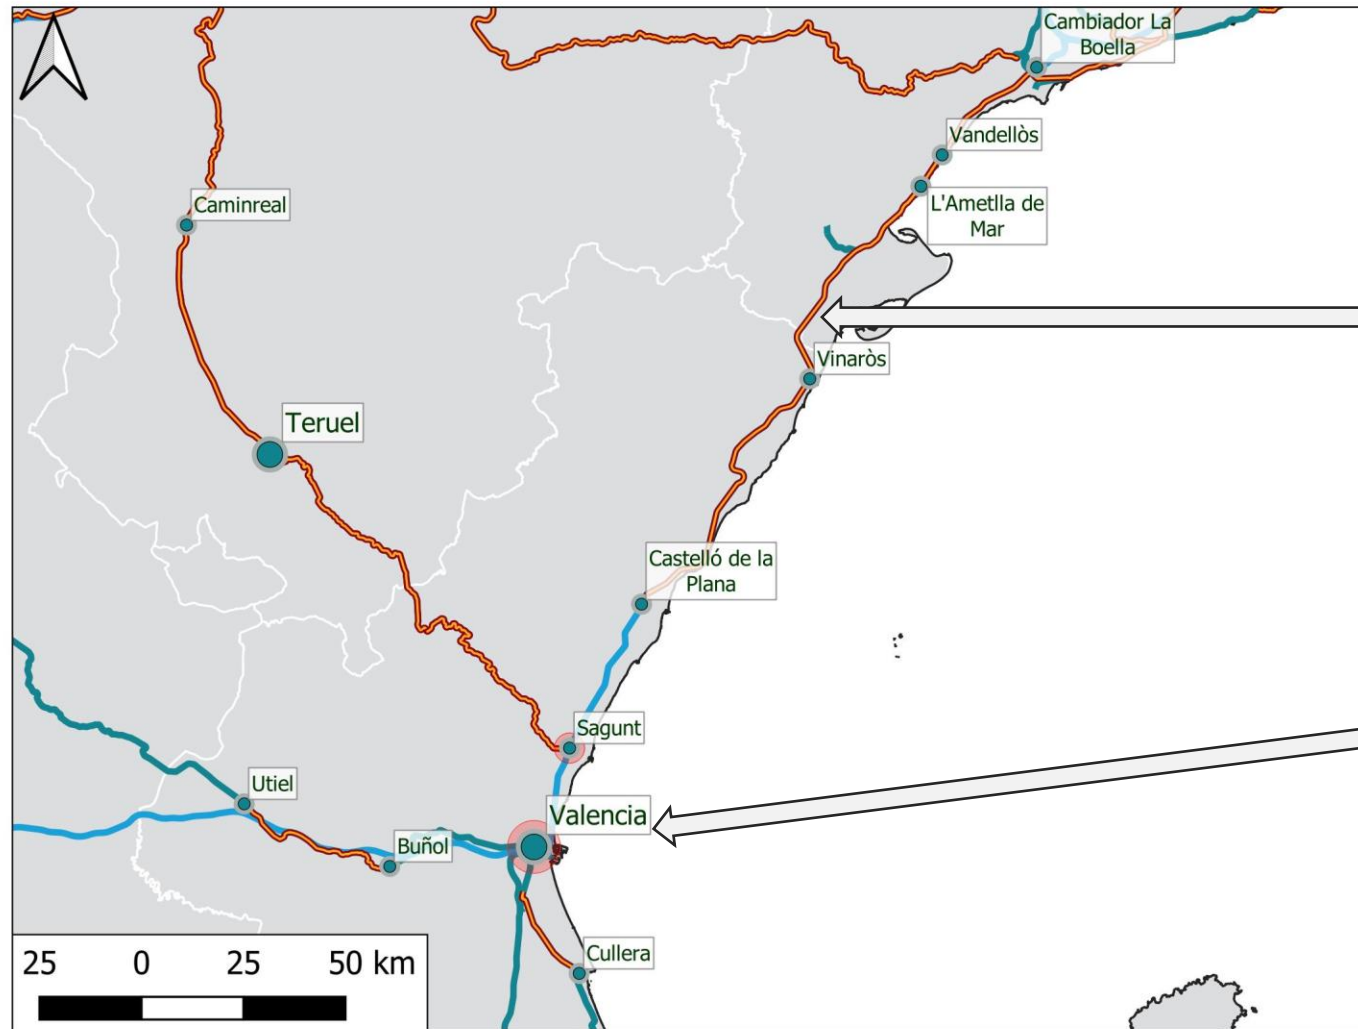 Cambiador La
Boella
Vandellòs
Caminreal
L'Ametlla de
Mar
Vinaròs
Teruel
Castelló de la
Plana
Sagunt
Utiel
Valencia
Buñol
Cullera
25 0 25 50 km